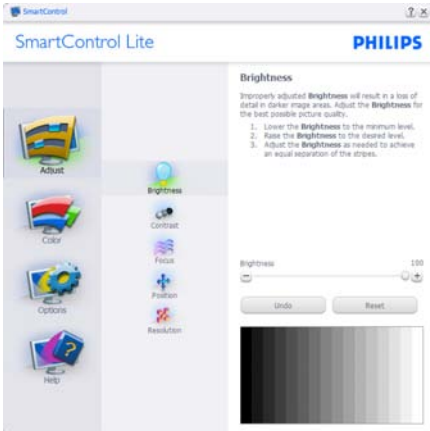 SmartControl
? x
SmartControl Lite
PHILIPS
Adjust
Color
Options
Help
Brightness
Contrast
Focus
Position
Resolution
Brightness
Improperly adjusted Brightness will result in a loss of
detail in darker image areas. Adjust the Brightness for
the best possible picture quality.
1. Lower the Brightness to the minimum level.
2. Raise the Brightness to the desired level.
3. Adjust the Brightness as needed to achieve
an equal separation of the stripes.
Brightness 100
- +
Undo Reset